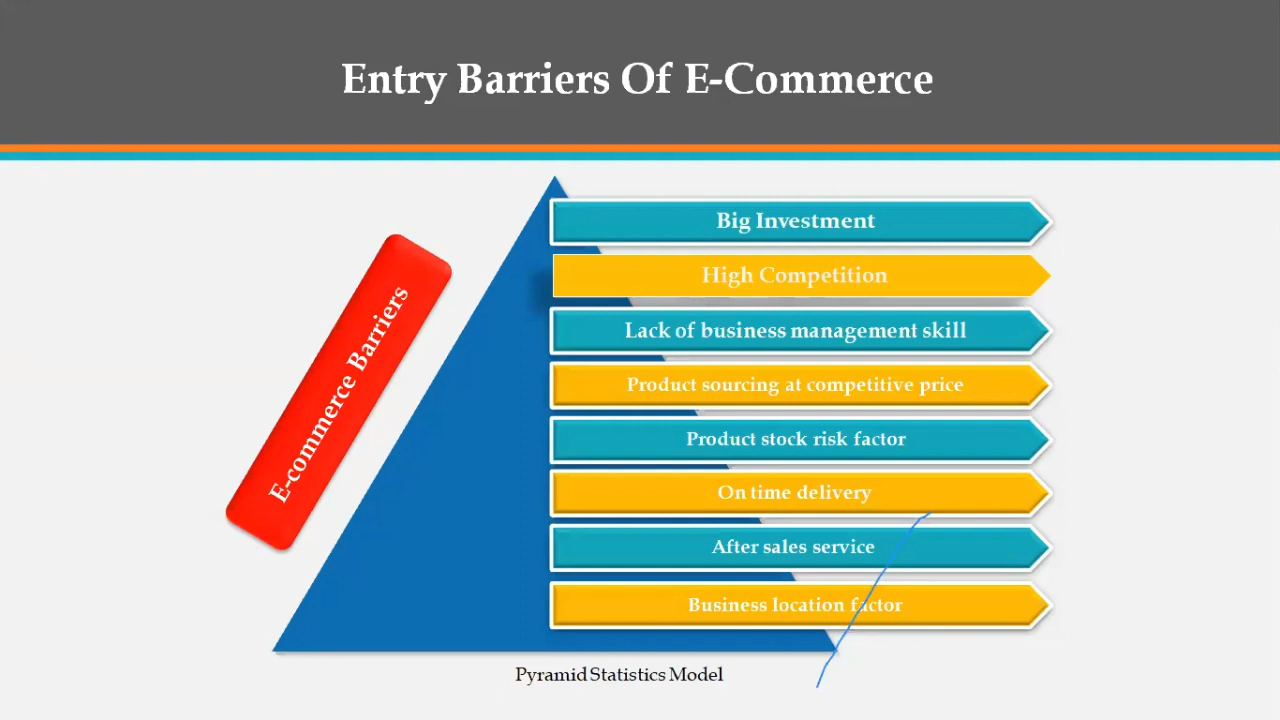 Entry Barriers Of E-Commerce
E-commerce Barriers
Big Investment
High Competition
Lack of business management skill
Product sourcing at competitive price
Product stock risk factor
On time delivery
After sales service
Business location factor
Pyramid Statistics Model